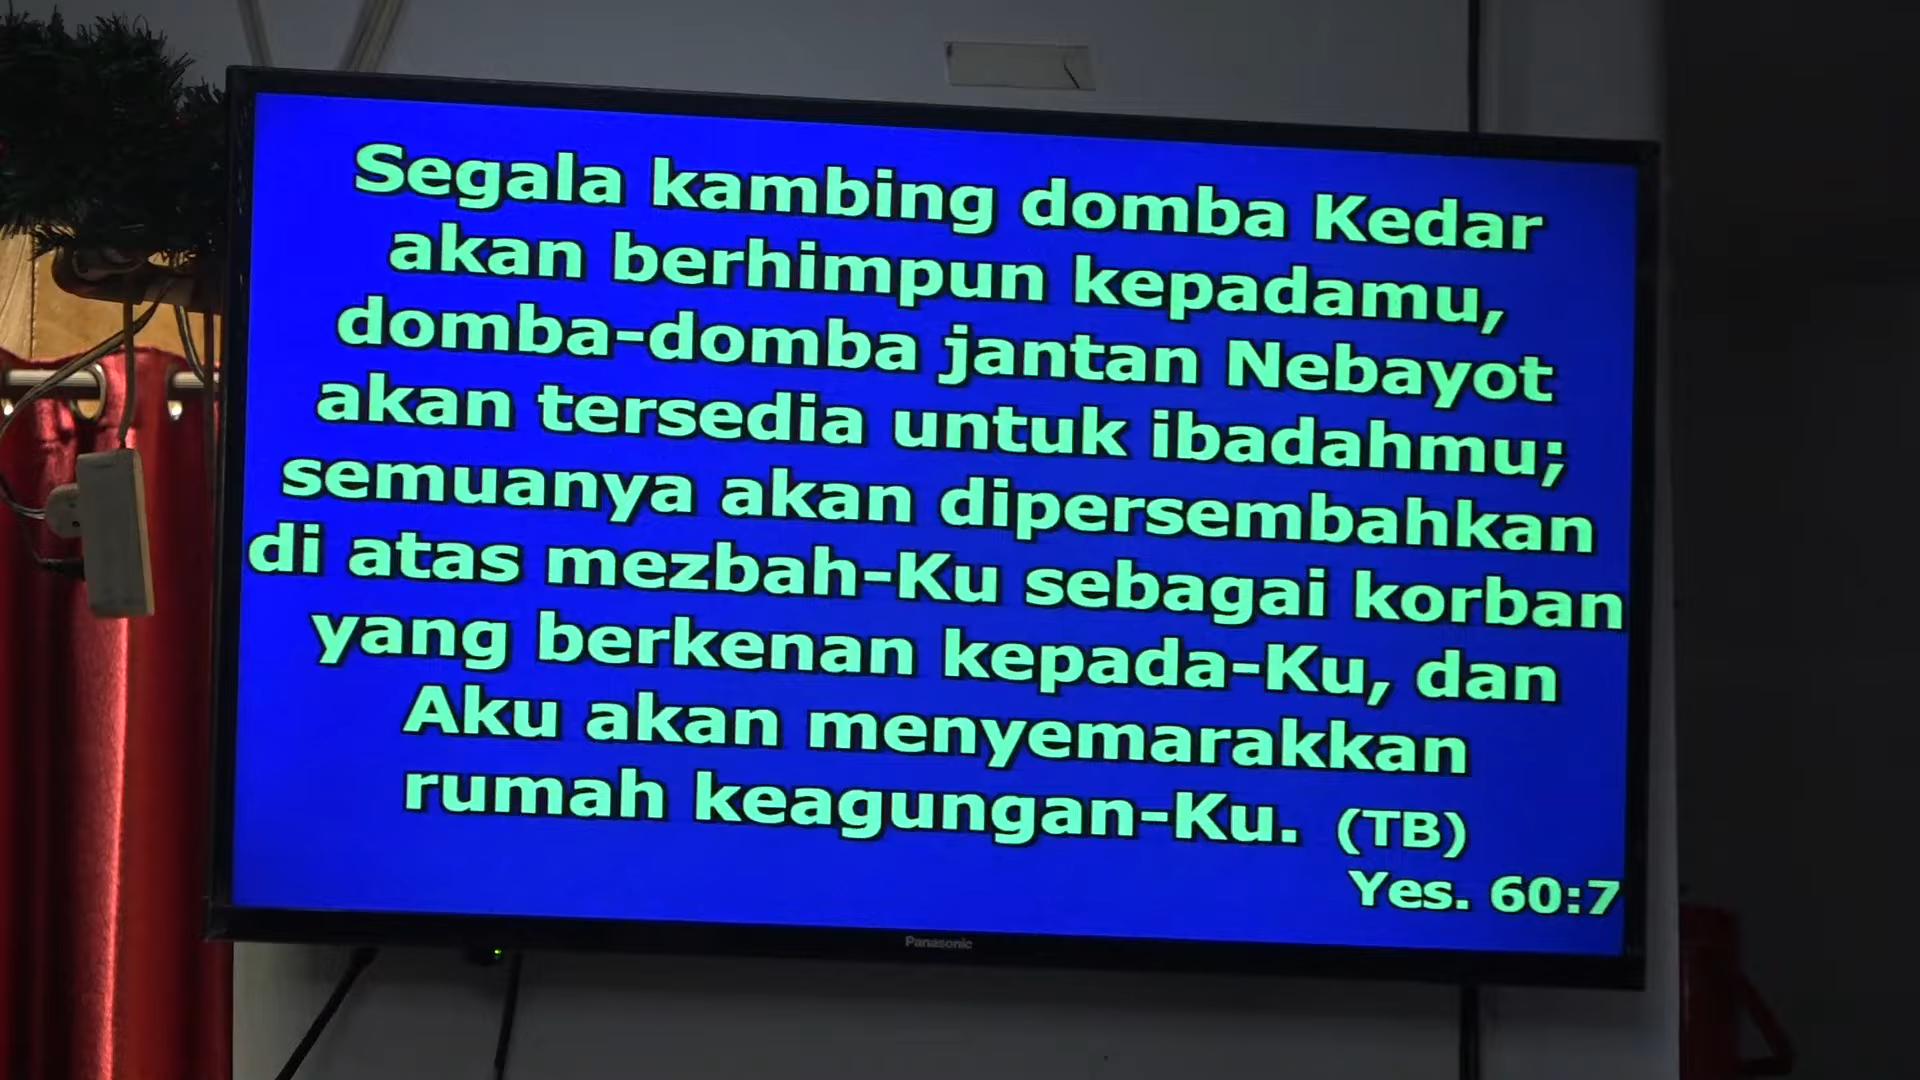 Segala kambing domba Kedar
akan berhimpun kepadamu,
domba-domba jantan Nebayot
akan tersedia untuk ibadahmu;
semuanya akan dipersembahkan
di atas mezbah-Ku sebagai korban
yang berkenan kepada-Ku, dan
Aku akan menyemarakkan
rumah keagungan-Ku. (TB)
Yes. 60:7
Panasonic